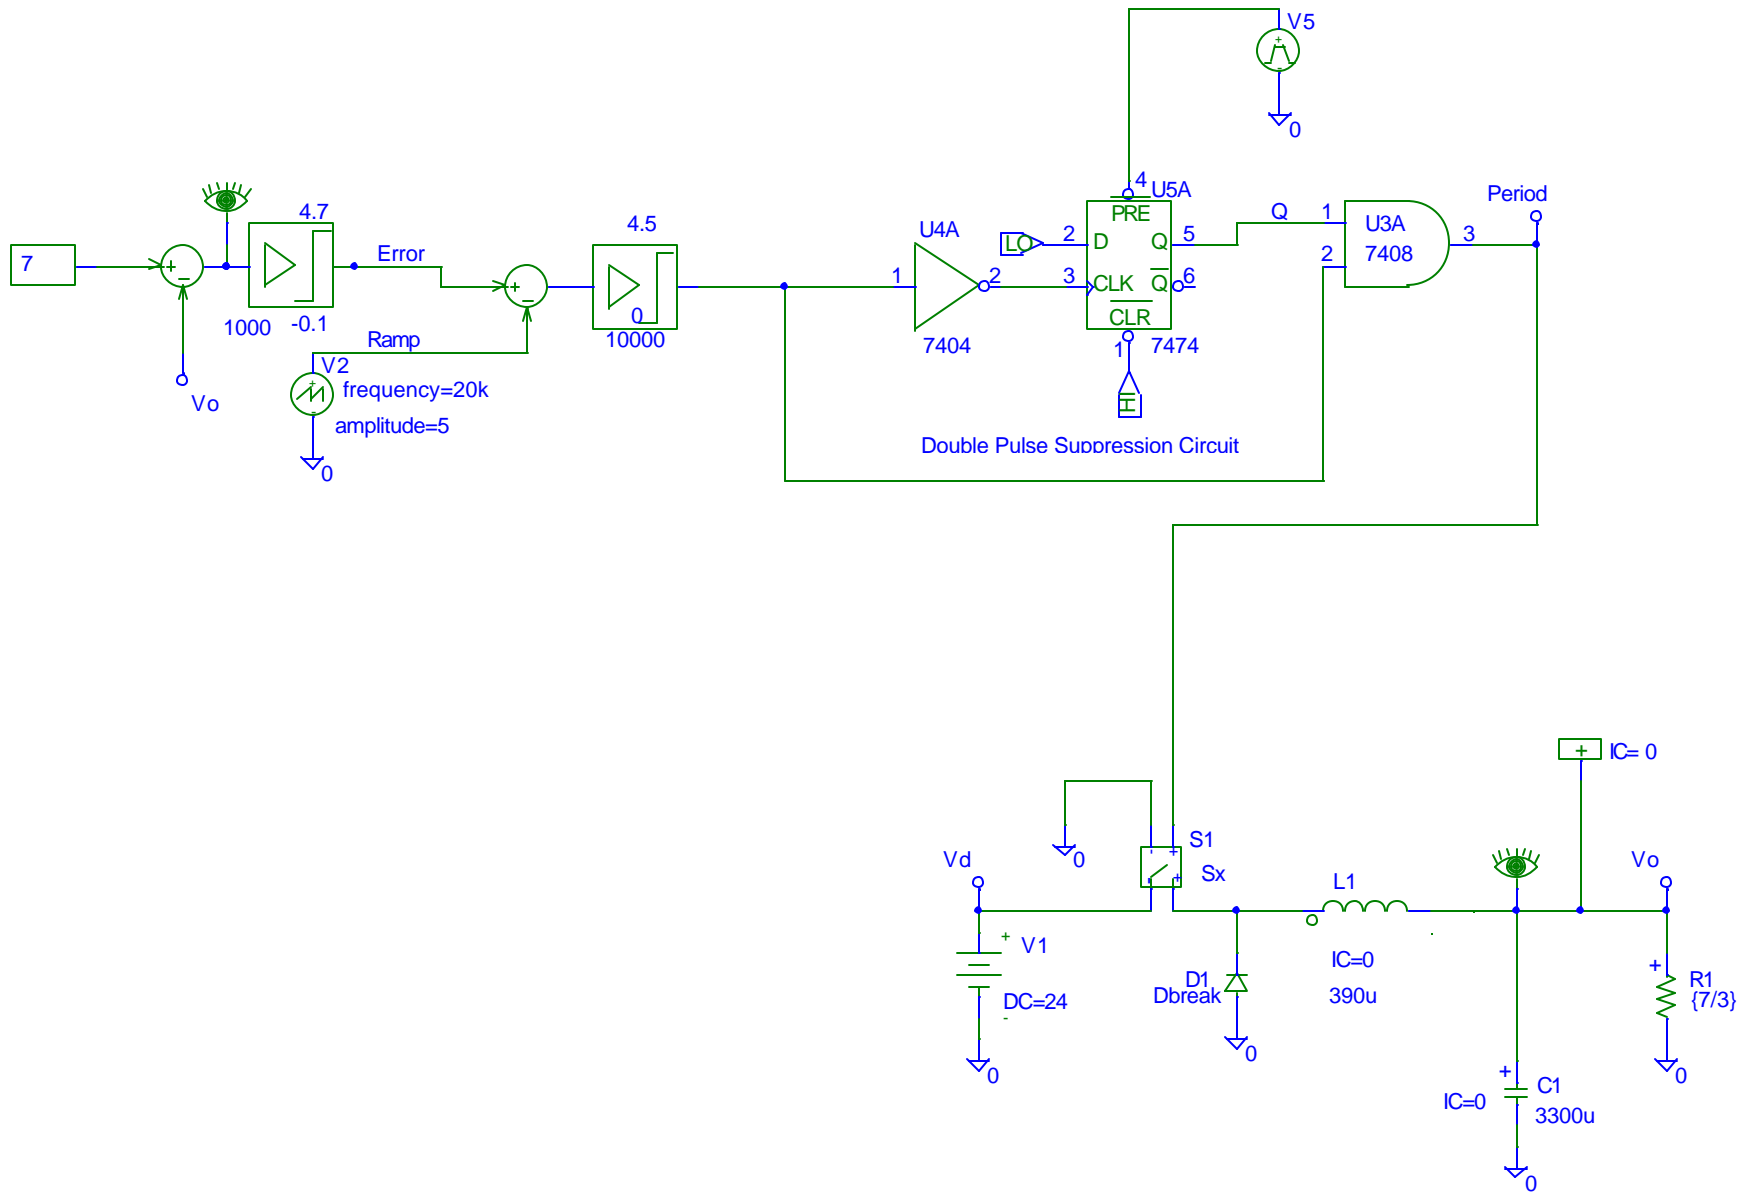 V5
+
-
0
4
U5A
PRE
4.7
4.5
U4A
LO
2
D
Q
5
Q
1
U3A
7408
2
3
Period
7
+
-
Error
+
-
1
2
3
CLK
Q
6
CLR
1000
-0.1
0
10000
7404
1
7474
HI
Ramp
V2
+
-
frequency=20k
amplitude=5
0
Vo
Double Pulse Suppression Circuit
+
IC= 0
S1
Sx
-
+
+
0
Vd
L1
Vo
+
V1
DC=24
-
0
D1
Dbreak
0
IC=0
390u
+
R1
{7/3}
0
+
C1
IC=0
3300u
0